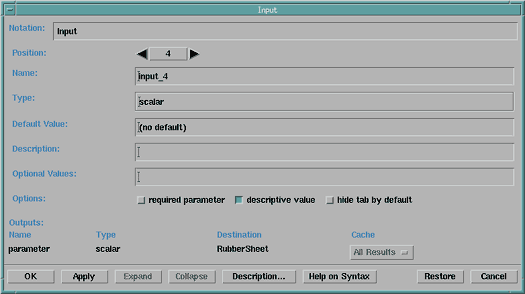 Input
Notation: Input
Position: 4
Name: input_4
Type: scalar
Default Value: (no default)
Description:
Optional Values:
Options: required parameter descriptive value hide tab by default
Outputs:
Name Type Destination Cache
parameter scalar RubberSheet All Results
OK Apply Expand Collapse Description... Help on Syntax Restore Cancel